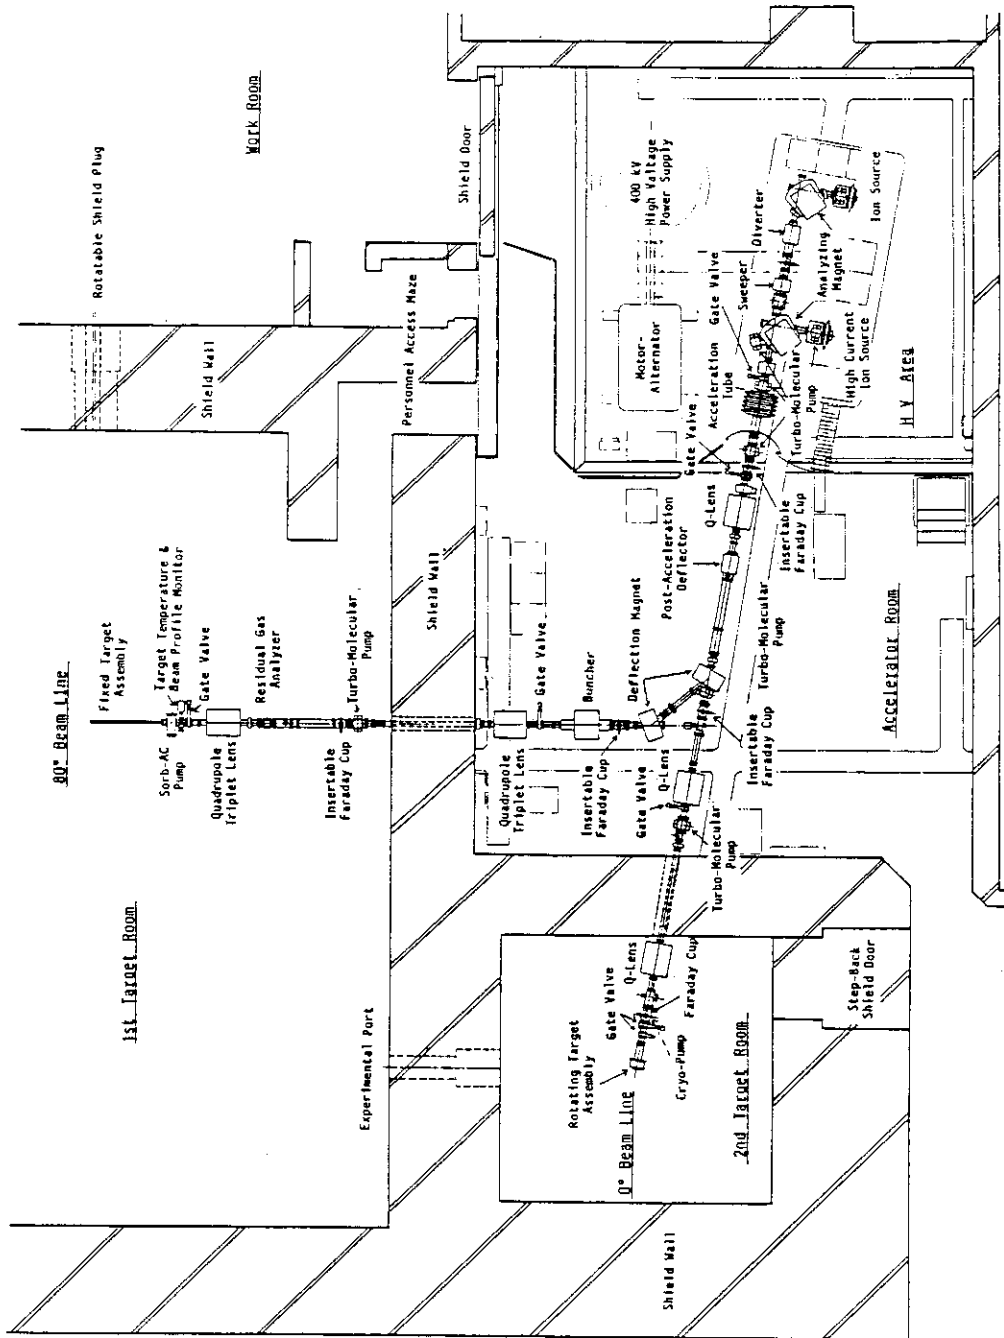 80° Beam Line
Fixed Target
Assembly
Target Temperature &
Beam Profile Monitor
Gate Valve
Sorb-AC
Pump
Quadrupole
Triplet Lens
Residual Gas
Analyzer
Turbo-Molecular
Pump
Insertable
Faraday Cup
1st Target Room
Rotatable Shield Plug
Work Room
Shield Wall
Personnel Access Maze
Shield Door
Shield Wall
Experimental Port
Quadrupole
Triplet Lens
Gate Valve
Buncher
Insertable
Faraday Cup
Deflection Magnet
Gate Valve
Q-Lens
Turbo-Molecular
Pump
Insertable
Faraday Cup
Turbo-Molecular Pump
Post-Acceleration
Deflector
Q-Lens
Gate Valve
Insertable
Faraday Cup
Acceleration
Tube
Turbo-Molecular
Pump
Gate Valve
Sweeper
Diverter
Motor-
Alternator
400 kV
High Valtage
Power Supply
Analyzing
Magnet
Ion Source
High Current
Ion Source
H V Area
Accelerator Room
Rotating Target
Assembly
Gate Valve
Q-Lens
Faraday Cup
Cryo-Pump
0° Beam Line
2nd Target Room
Step-Back
Shield Door
Shield Wall